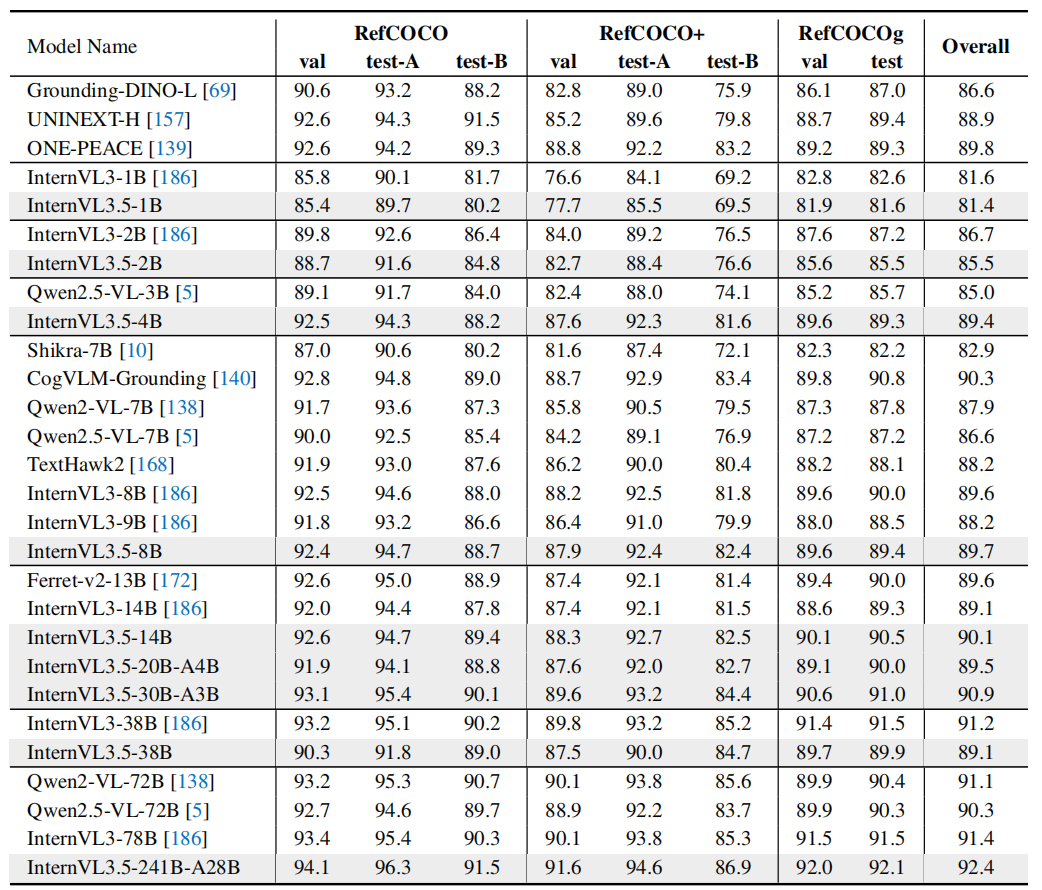 Model Name RefCOCO RefCOCO+ RefCOCOg Overall
val test-A test-B val test-A test-B val test
Grounding-DINO-L [69] 90.6 93.2 88.2 82.8 89.0 75.9 86.1 87.0 86.6
UNINEXT-H [157] 92.6 94.3 91.5 85.2 89.6 79.8 88.7 89.4 88.9
ONE-PEACE [139] 92.6 94.2 89.3 88.8 92.2 83.2 89.2 89.3 89.8
InternVL3-1B [186] 85.8 90.1 81.7 76.6 84.1 69.2 82.8 82.6 81.6
InternVL3.5-1B 85.4 89.7 80.2 77.7 85.5 69.5 81.9 81.6 81.4
InternVL3-2B [186] 89.8 92.6 86.4 84.0 89.2 76.5 87.6 87.2 86.7
InternVL3.5-2B 88.7 91.6 84.8 82.7 88.4 76.6 85.6 85.5 85.5
Qwen2.5-VL-3B [5] 89.1 91.7 84.0 82.4 88.0 74.1 85.2 85.7 85.0
InternVL3.5-4B 92.5 94.3 88.2 87.6 92.3 81.6 89.6 89.3 89.4
Shikra-7B [10] 87.0 90.6 80.2 81.6 87.4 72.1 82.3 82.2 82.9
CogVLM-Grounding [140] 92.8 94.8 89.0 88.7 92.9 83.4 89.8 90.8 90.3
Qwen2-VL-7B [138] 91.7 93.6 87.3 85.8 90.5 79.5 87.3 87.8 87.9
Qwen2.5-VL-7B [5] 90.0 92.5 85.4 84.2 89.1 76.9 87.2 87.2 86.6
TextHawk2 [168] 91.9 93.0 87.6 86.2 90.0 80.4 88.2 88.1 88.2
InternVL3-8B [186] 92.5 94.6 88.0 88.2 92.5 81.8 89.6 90.0 89.6
InternVL3-9B [186] 91.8 93.2 86.6 86.4 91.0 79.9 88.0 88.5 88.2
InternVL3.5-8B 92.4 94.7 88.7 87.9 92.4 82.4 89.6 89.4 89.7
Ferret-v2-13B [172] 92.6 95.0 88.9 87.4 92.1 81.4 89.4 90.0 89.6
InternVL3-14B [186] 92.0 94.4 87.8 87.4 92.1 81.5 88.6 89.3 89.1
InternVL3.5-14B 92.6 94.7 89.4 88.3 92.7 82.5 90.1 90.5 90.1
InternVL3.5-20B-A4B 91.9 94.1 88.8 87.6 92.0 82.7 89.1 90.0 89.5
InternVL3.5-30B-A3B 93.1 95.4 90.1 89.6 93.2 84.4 90.6 91.0 90.9
InternVL3-38B [186] 93.2 95.1 90.2 89.8 93.2 85.2 91.4 91.5 91.2
InternVL3.5-38B 90.3 91.8 89.0 87.5 90.0 84.7 89.7 89.9 89.1
Qwen2-VL-72B [138] 93.2 95.3 90.7 90.1 93.8 85.6 89.9 90.4 91.1
Qwen2.5-VL-72B [5] 92.7 94.6 89.7 88.9 92.2 83.7 89.9 90.3 90.3
InternVL3-78B [186] 93.4 95.4 90.3 90.1 93.8 85.3 91.5 91.5 91.4
InternVL3.5-241B-A28B 94.1 96.3 91.5 91.6 94.6 86.9 92.0 92.1 92.4